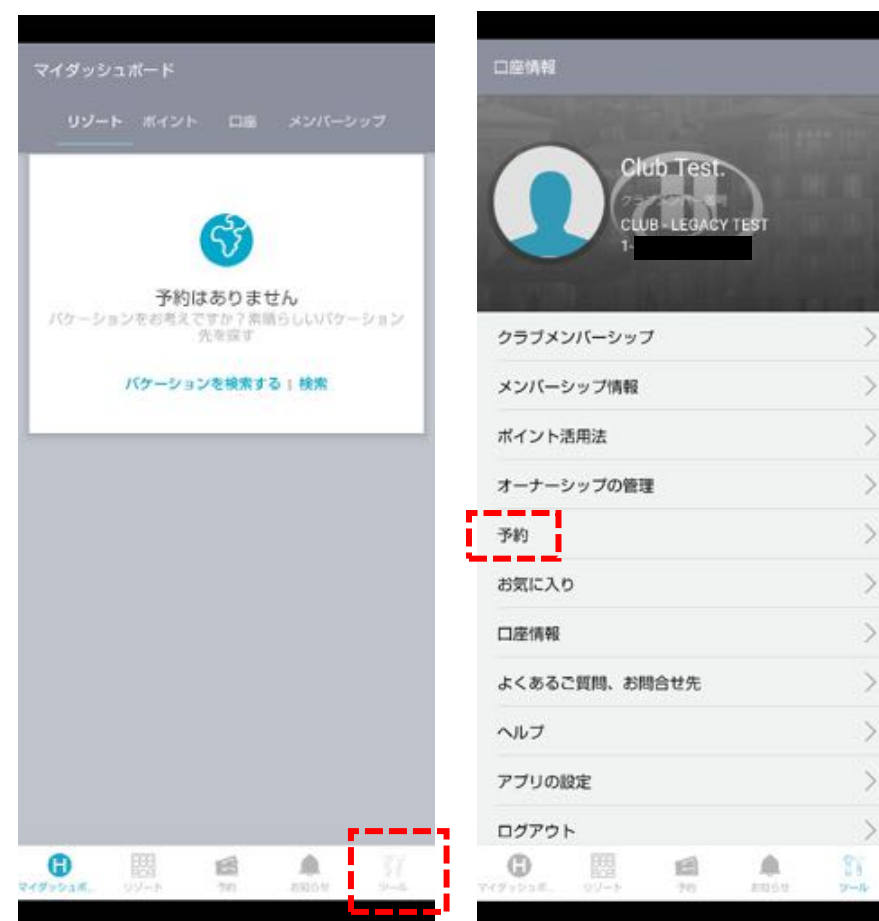 マイダッシュボード
リゾート ポイント 口座 メンバーシップ
予約はありません
バケーションをお考えですか？素晴らしいバケーション
先を探す
バケーションを検索する | 検索
マイダッシュボ... リゾート 予約 お知らせ ツール
口座情報
Club Test.
クラブメンバー番号
CLUB - LEGACY TEST
1-
クラブメンバーシップ
メンバーシップ情報
ポイント活用法
オーナーシップの管理
予約
お気に入り
口座情報
よくあるご質問、お問合せ先
ヘルプ
アプリの設定
ログアウト
マイダッシュボ... リゾート 予約 お知らせ ツール